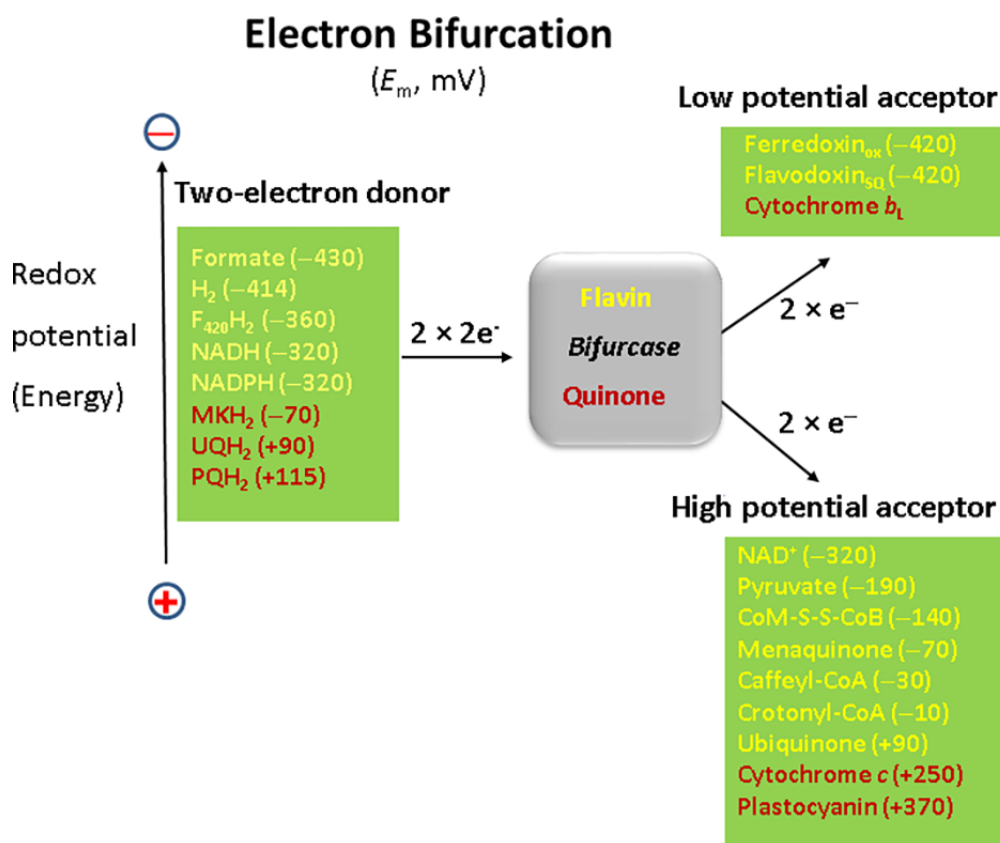 Electron Bifurcation
(Em, mV)
−
Redox
potential
(Energy)
+
Two-electron donor
Formate (−430)
H₂ (−414)
F₄₂₀H₂ (−360)
NADH (−320)
NADPH (−320)
MKH₂ (−70)
UQH₂ (+90)
PQH₂ (+115)
2 × 2e⁻
Flavin
Bifurcase
Quinone
2 × e⁻
2 × e⁻
Low potential acceptor
Ferredoxinox (−420)
FlavodoxinSQ (−420)
Cytochrome bL
High potential acceptor
NAD⁺ (−320)
Pyruvate (−190)
CoM-S-S-CoB (−140)
Menaquinone (−70)
Caffeyl-CoA (−30)
Crotonyl-CoA (−10)
Ubiquinone (+90)
Cytochrome c (+250)
Plastocyanin (+370)